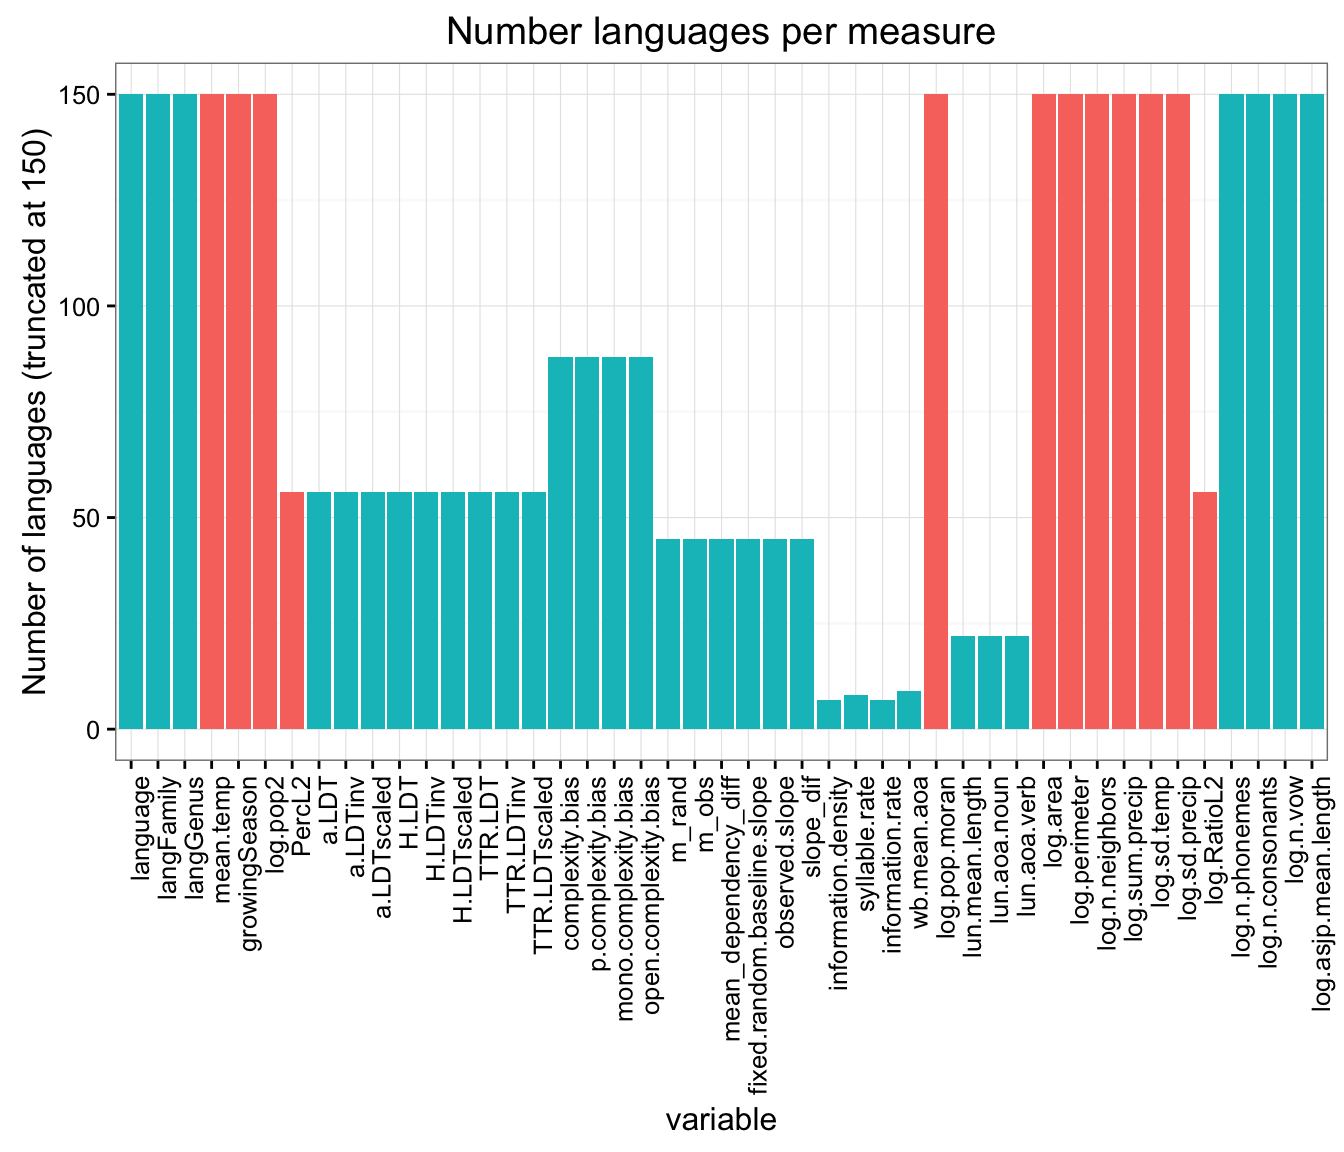 Number languages per measure
Number of languages (truncated at 150)
150
100
50
0
language
langFamily
langGenus
mean.temp
growingSeason
log.pop2
PercL2
a.LDT
a.LDTinv
a.LDTscaled
H.LDT
H.LDTinv
H.LDTscaled
TTR.LDT
TTR.LDTinv
TTR.LDTscaled
complexity.bias
p.complexity.bias
mono.complexity.bias
open.complexity.bias
m_rand
m_obs
mean_dependency_diff
fixed.random.baseline.slope
observed.slope
slope_dif
information.density
syllable.rate
information.rate
wb.mean.aoa
log.pop.moran
lun.mean.length
lun.aoa.noun
lun.aoa.verb
log.area
log.perimeter
log.n.neighbors
log.sum.precip
log.sd.temp
log.sd.precip
log.RatioL2
log.n.phonemes
log.n.consonants
log.n.vow
log.asjp.mean.length
variable